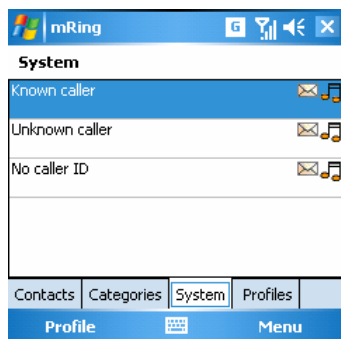 mRing G
System
Known caller
Unknown caller
No caller ID
Contacts Categories System Profiles
Profile Menu